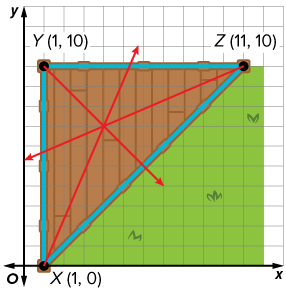 y
Y (1, 10)
Z (11, 10)
O
X (1, 0)
x